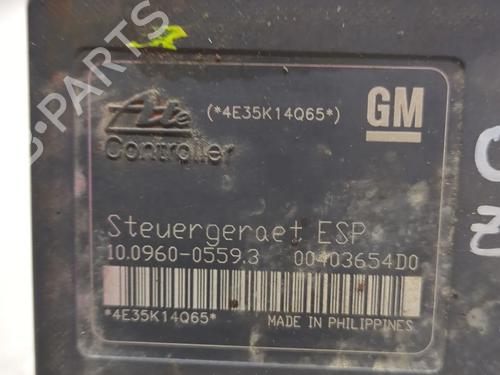 Ate (*4E35K14Q65*) GM
Controller
Steuergeraet ESP
10.0960-0559.3 00403654D0
*4E35K14Q65* MADE IN PHILIPPINES
B-PARTS